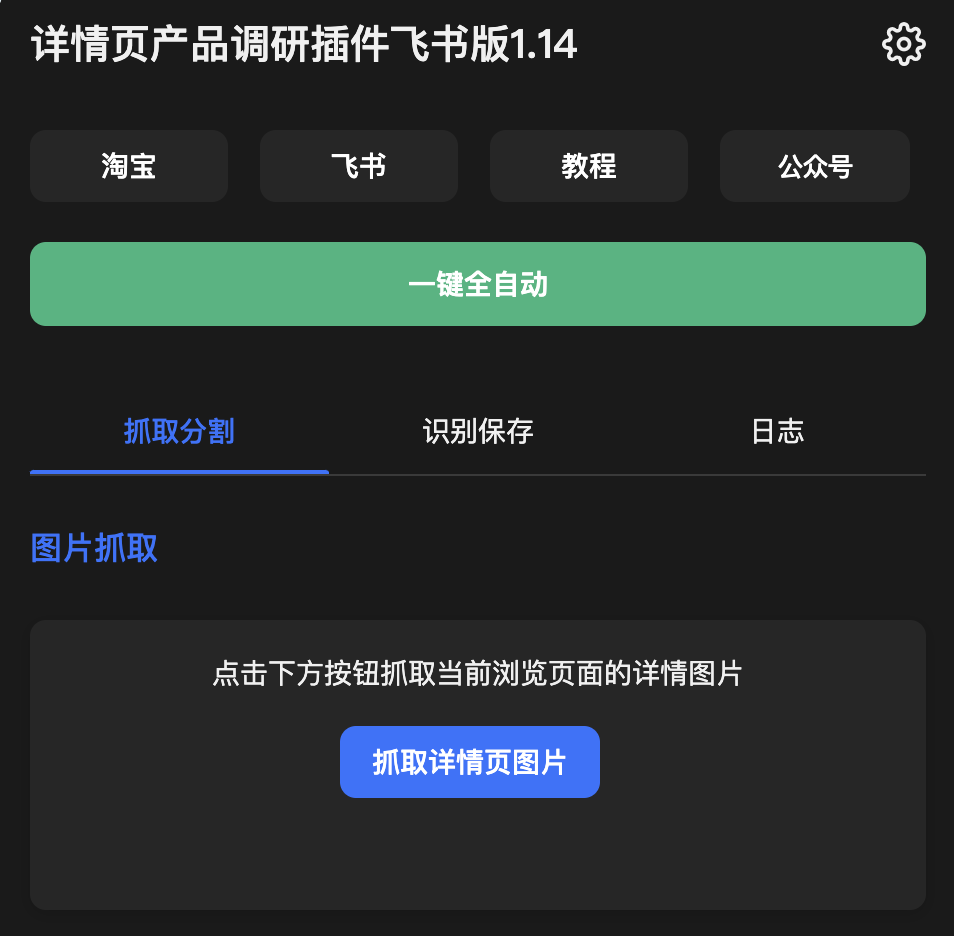 详情页产品调研插件飞书版1.14
淘宝
飞书
教程
公众号
一键全自动
抓取分割
识别保存
日志
图片抓取
点击下方按钮抓取当前浏览页面的详情图片
抓取详情页图片